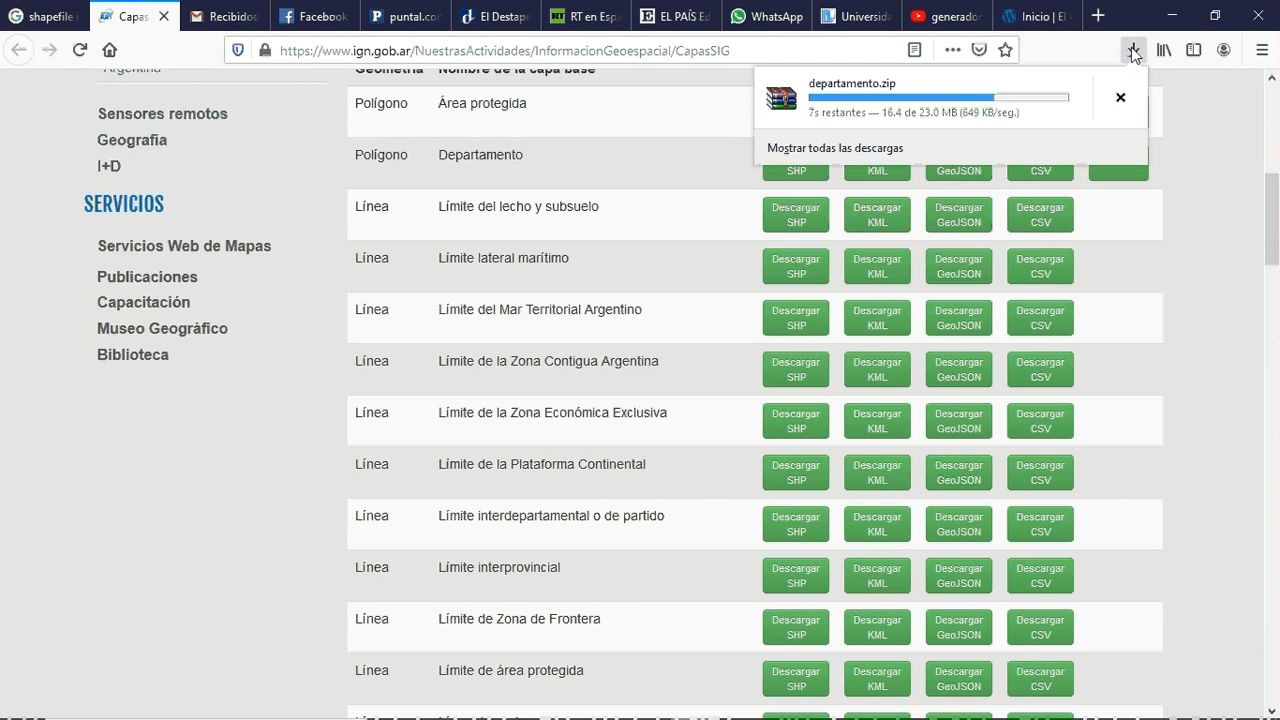 shapefile
Capas
Recibidos
Facebook
puntal.co
El Destape
RT en Espa
EL PAÍS Ed
WhatsApp
Universida
generador
Inicio | El
https://www.ign.gob.ar/NuestrasActividades/InformacionGeoespacial/CapasSIG
departamento.zip
7s restantes — 16.4 de 23.0 MB (649 KB/seg.)
Mostrar todas las descargas
Argentina
Sensores remotos
Geografía
I+D
SERVICIOS
Servicios Web de Mapas
Publicaciones
Capacitación
Museo Geográfico
Biblioteca
Geometría Nombre de la capa base
Polígono Área protegida
Polígono Departamento
SHP KML GeoJSON CSV
Línea Límite del lecho y subsuelo
Descargar Descargar Descargar Descargar
SHP KML GeoJSON CSV
Línea Límite lateral marítimo
Descargar Descargar Descargar Descargar
SHP KML GeoJSON CSV
Línea Límite del Mar Territorial Argentino
Descargar Descargar Descargar Descargar
SHP KML GeoJSON CSV
Línea Límite de la Zona Contigua Argentina
Descargar Descargar Descargar Descargar
SHP KML GeoJSON CSV
Línea Límite de la Zona Económica Exclusiva
Descargar Descargar Descargar Descargar
SHP KML GeoJSON CSV
Línea Límite de la Plataforma Continental
Descargar Descargar Descargar Descargar
SHP KML GeoJSON CSV
Línea Límite interdepartamental o de partido
Descargar Descargar Descargar Descargar
SHP KML GeoJSON CSV
Línea Límite interprovincial
Descargar Descargar Descargar Descargar
SHP KML GeoJSON CSV
Línea Límite de Zona de Frontera
Descargar Descargar Descargar Descargar
SHP KML GeoJSON CSV
Línea Límite de área protegida
Descargar Descargar Descargar Descargar
SHP KML GeoJSON CSV